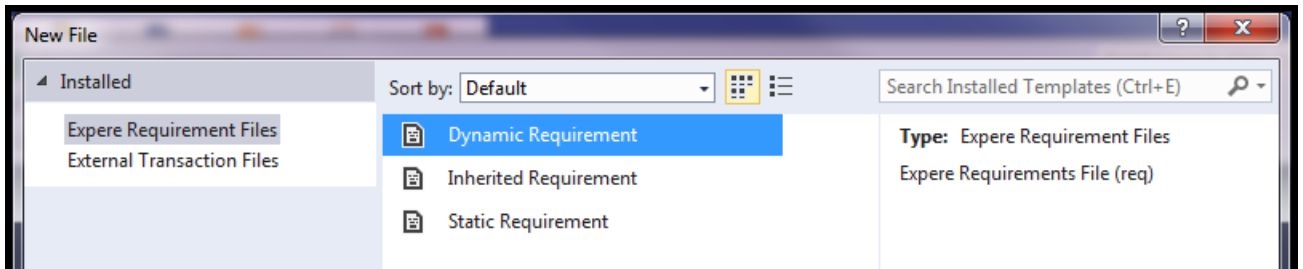 New File
?
Installed
Sort by: Default
Search Installed Templates (Ctrl+E)
Expere Requirement Files
External Transaction Files
Dynamic Requirement
Inherited Requirement
Static Requirement
Type: Expere Requirement Files
Expere Requirements File (req)